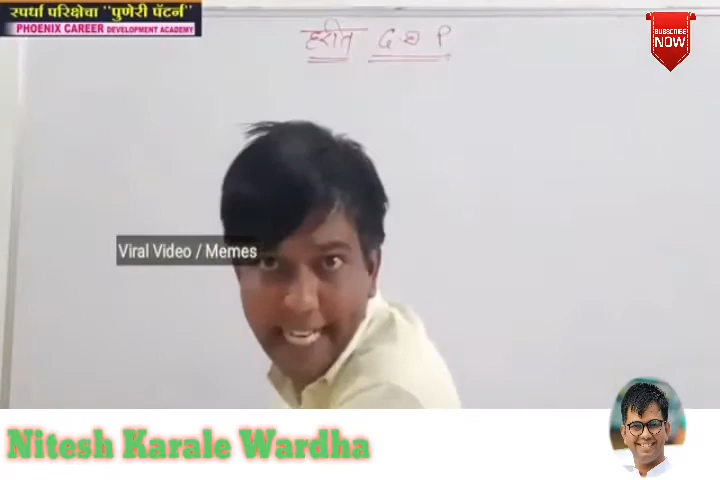 स्पर्धा परिक्षेचा "पुणेरी पॅटर्न"
PHOENIX CAREER DEVELOPMENT ACADEMY
SUBSCRIBE
NOW
हरीत GDP
Viral Video / Memes
Nitesh Karale Wardha